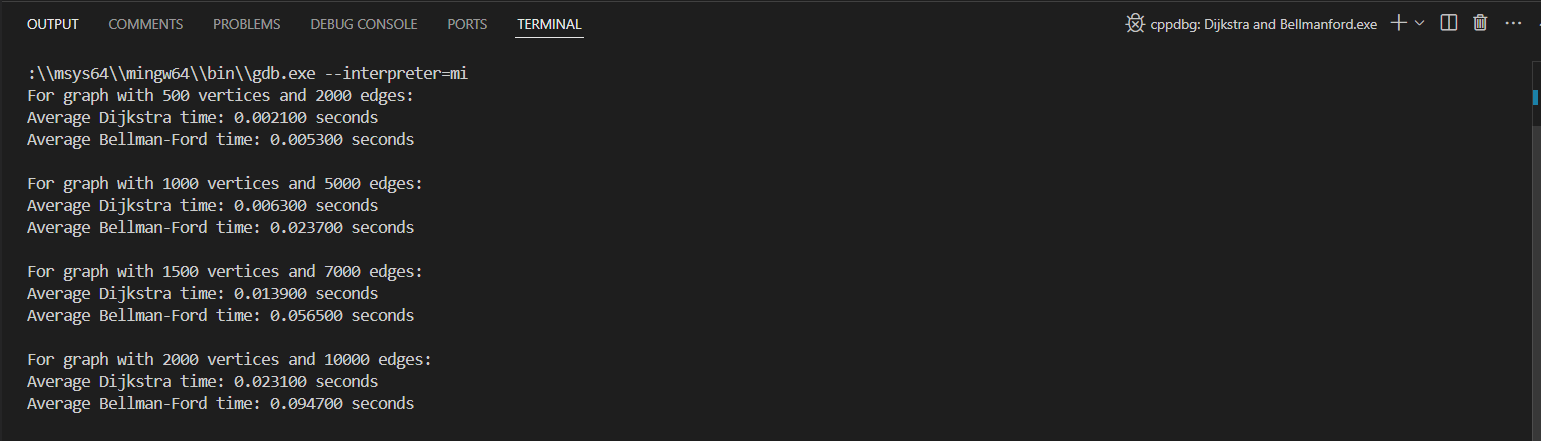 OUTPUT COMMENTS PROBLEMS DEBUG CONSOLE PORTS TERMINAL cppdbg: Dijkstra and Bellmanford.exe
:\\msys64\\mingw64\\bin\\gdb.exe --interpreter=mi
For graph with 500 vertices and 2000 edges:
Average Dijkstra time: 0.002100 seconds
Average Bellman-Ford time: 0.005300 seconds
For graph with 1000 vertices and 5000 edges:
Average Dijkstra time: 0.006300 seconds
Average Bellman-Ford time: 0.023700 seconds
For graph with 1500 vertices and 7000 edges:
Average Dijkstra time: 0.013900 seconds
Average Bellman-Ford time: 0.056500 seconds
For graph with 2000 vertices and 10000 edges:
Average Dijkstra time: 0.023100 seconds
Average Bellman-Ford time: 0.094700 seconds